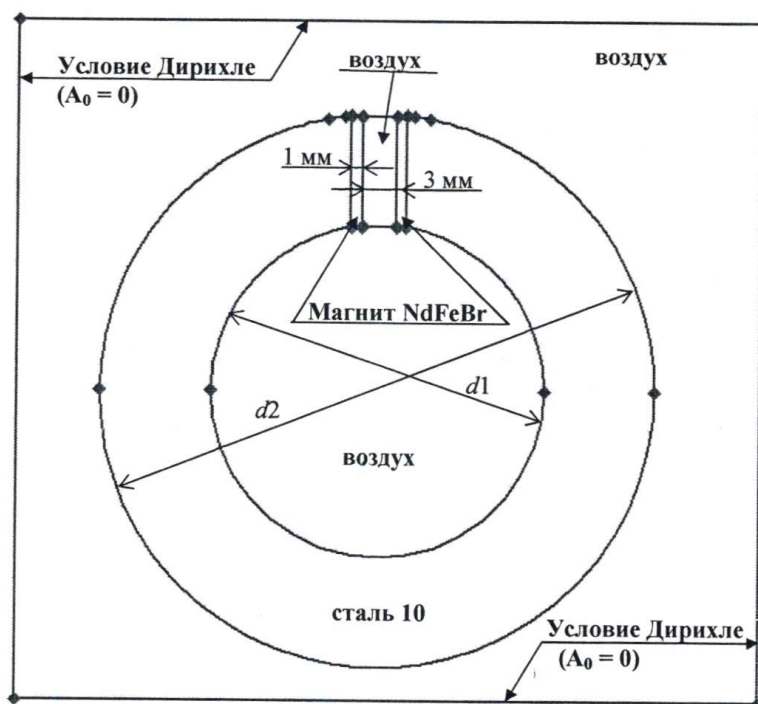 воздух
воздух
Условие Дирихле
(A₀ = 0)
1 мм
3 мм
Магнит NdFeBr
d1
d2
воздух
сталь 10
Условие Дирихле
(A₀ = 0)